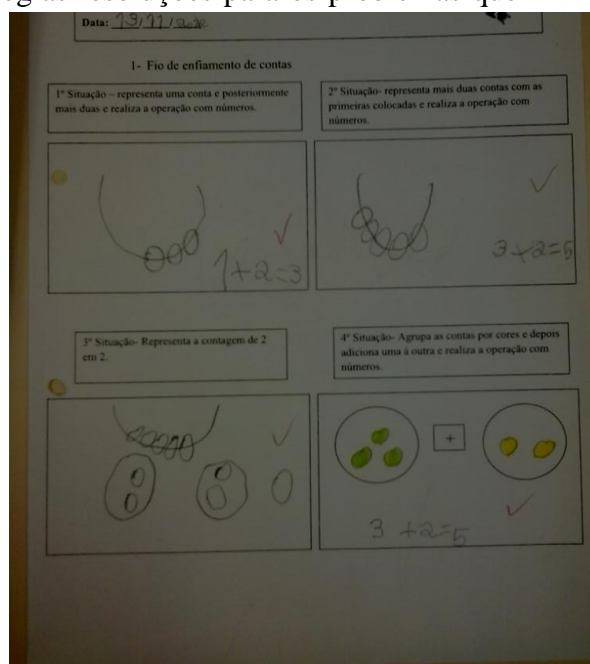 Data: 13/11/
1- Fio de enfiamento de contas
1ª Situação – representa uma conta e posteriormente
mais duas e realiza a operação com números.
2ª Situação- representa mais duas contas com as
primeiras colocadas e realiza a operação com
números.
1+2=3
3+2=5
3ª Situação- Representa a contagem de 2
em 2.
4ª Situação- Agrupa as contas por cores e depois
adiciona uma à outra e realiza a operação com
números.
+
3 +2=5